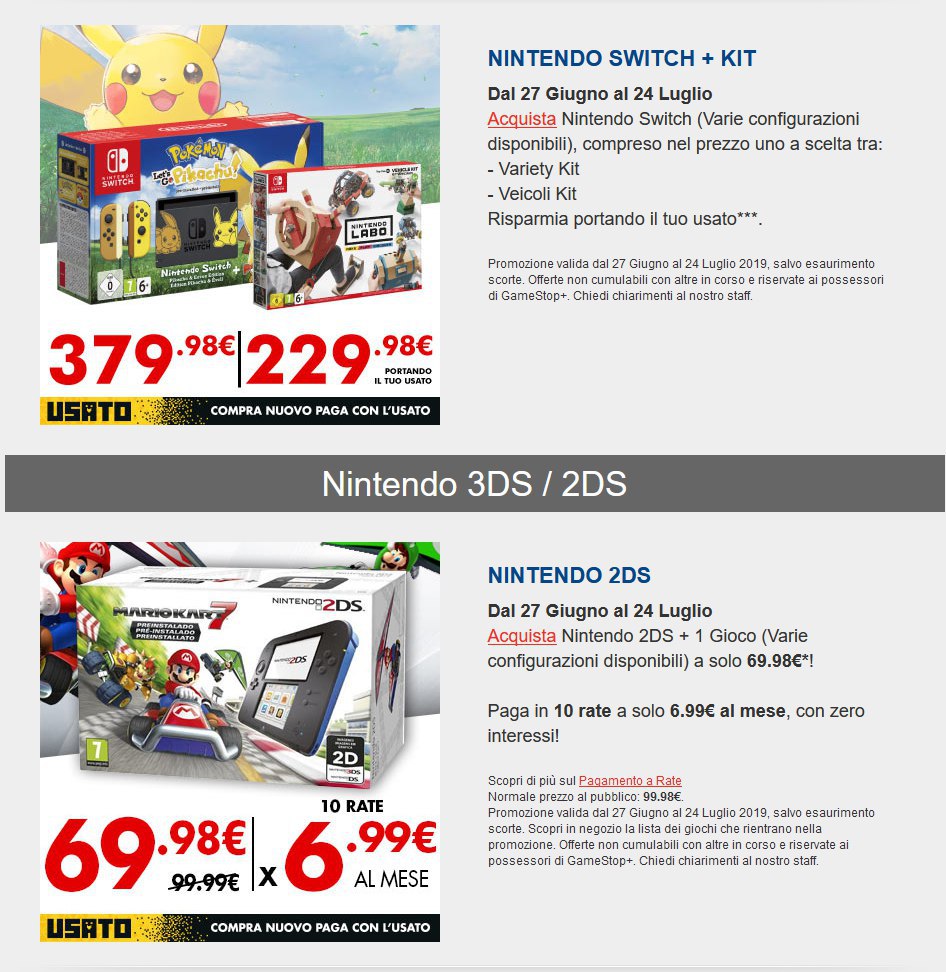 NINTENDO SWITCH + KIT
Dal 27 Giugno al 24 Luglio
Acquista Nintendo Switch (Varie configurazioni
disponibili), compreso nel prezzo uno a scelta tra:
- Variety Kit
- Veicoli Kit
Risparmia portando il tuo usato***.
Promozione valida dal 27 Giugno al 24 Luglio 2019, salvo esaurimento
scorte. Offerte non cumulabili con altre in corso e riservate ai possessori
di GameStop+. Chiedi chiarimenti al nostro staff.
NINTENDO
SWITCH
POKéMON
Let's Go Pikachu!
NINTENDO
SWITCH
Nintendo Switch
7
6+
NINTENDO
LABO
6+
379.98€
229.98€
PORTANDO
IL TUO USATO
USATO
COMPRA NUOVO PAGA CON L'USATO
Nintendo 3DS / 2DS
MARIOKART 7
PREINSTALADO
PRÉ-INSTALADO
PREINSTALLATO
NINTENDO 2DS
NINTENDO 2DS
7
2D
10 RATE
69.98€
99.99€
x 6.99€
AL MESE
USATO
COMPRA NUOVO PAGA CON L'USATO
NINTENDO 2DS
Dal 27 Giugno al 24 Luglio
Acquista Nintendo 2DS + 1 Gioco (Varie
configurazioni disponibili) a solo 69.98€*!
Paga in 10 rate a solo 6.99€ al mese, con zero
interessi!
Scopri di più sul Pagamento a Rate
Normale prezzo al pubblico: 99.98€.
Promozione valida dal 27 Giugno al 24 Luglio 2019, salvo esaurimento
scorte. Scopri in negozio la lista dei giochi che rientrano nella
promozione. Offerte non cumulabili con altre in corso e riservate ai
possessori di GameStop+. Chiedi chiarimenti al nostro staff.